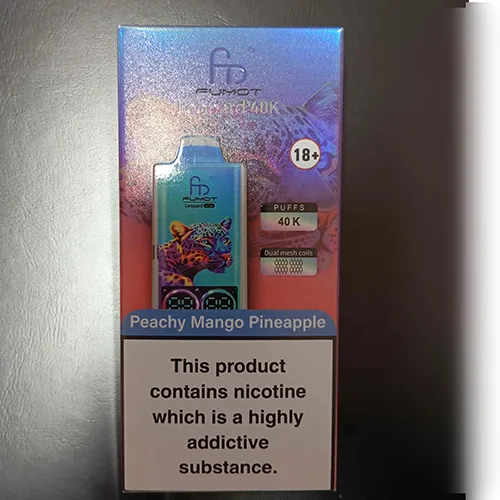 FUMOT
Leopard 40K
18+
FUMOT
Leopard
PUFFS
40 K
Dual mesh coils
Peachy Mango Pineapple
This product
contains nicotine
which is a highly
addictive
substance.